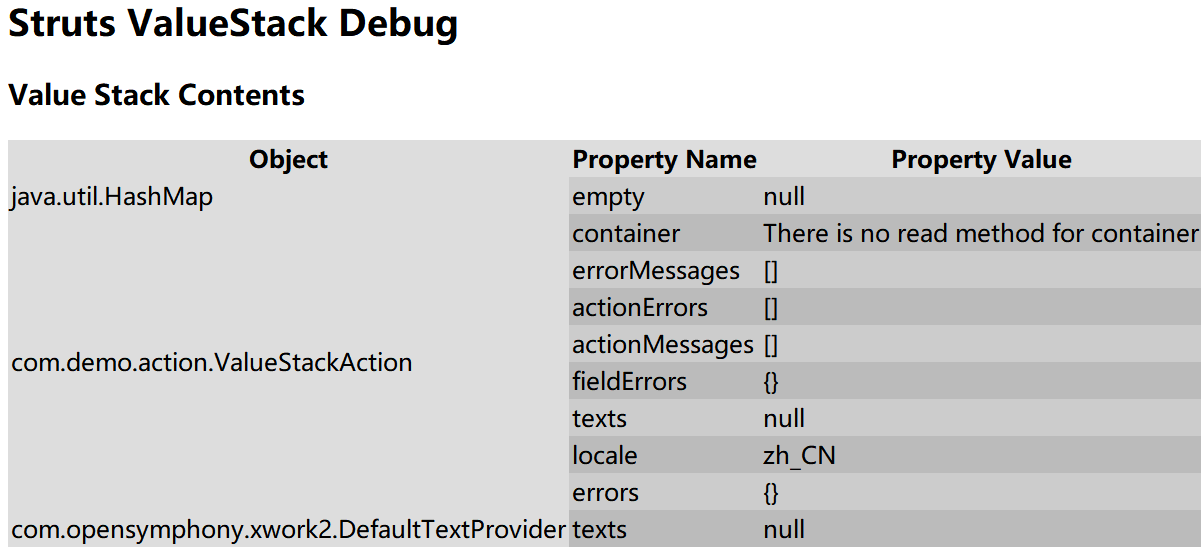 Struts ValueStack Debug
Value Stack Contents
Object Property Name Property Value
java.util.HashMap empty null
container There is no read method for container
errorMessages []
actionErrors []
actionMessages []
com.demo.action.ValueStackAction
fieldErrors {}
texts null
locale zh_CN
errors {}
com.opensymphony.xwork2.DefaultTextProvider texts null